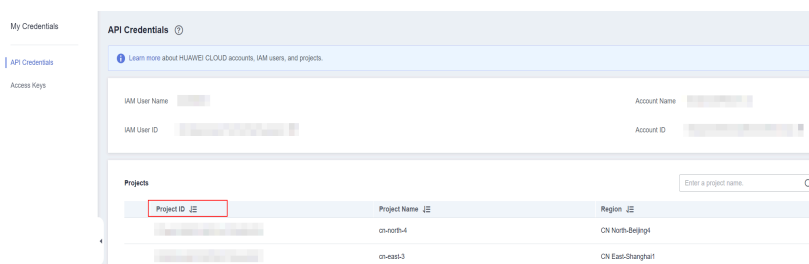 My Credentials
API Credentials
Access Keys
API Credentials
Learn more about HUAWEI CLOUD accounts, IAM users, and projects.
IAM User Name
Account Name
IAM User ID
Account ID
Projects
Enter a project name.
Project ID
Project Name
Region
cn-north-4
CN North-Beijing4
cn-east-3
CN East-Shanghai1